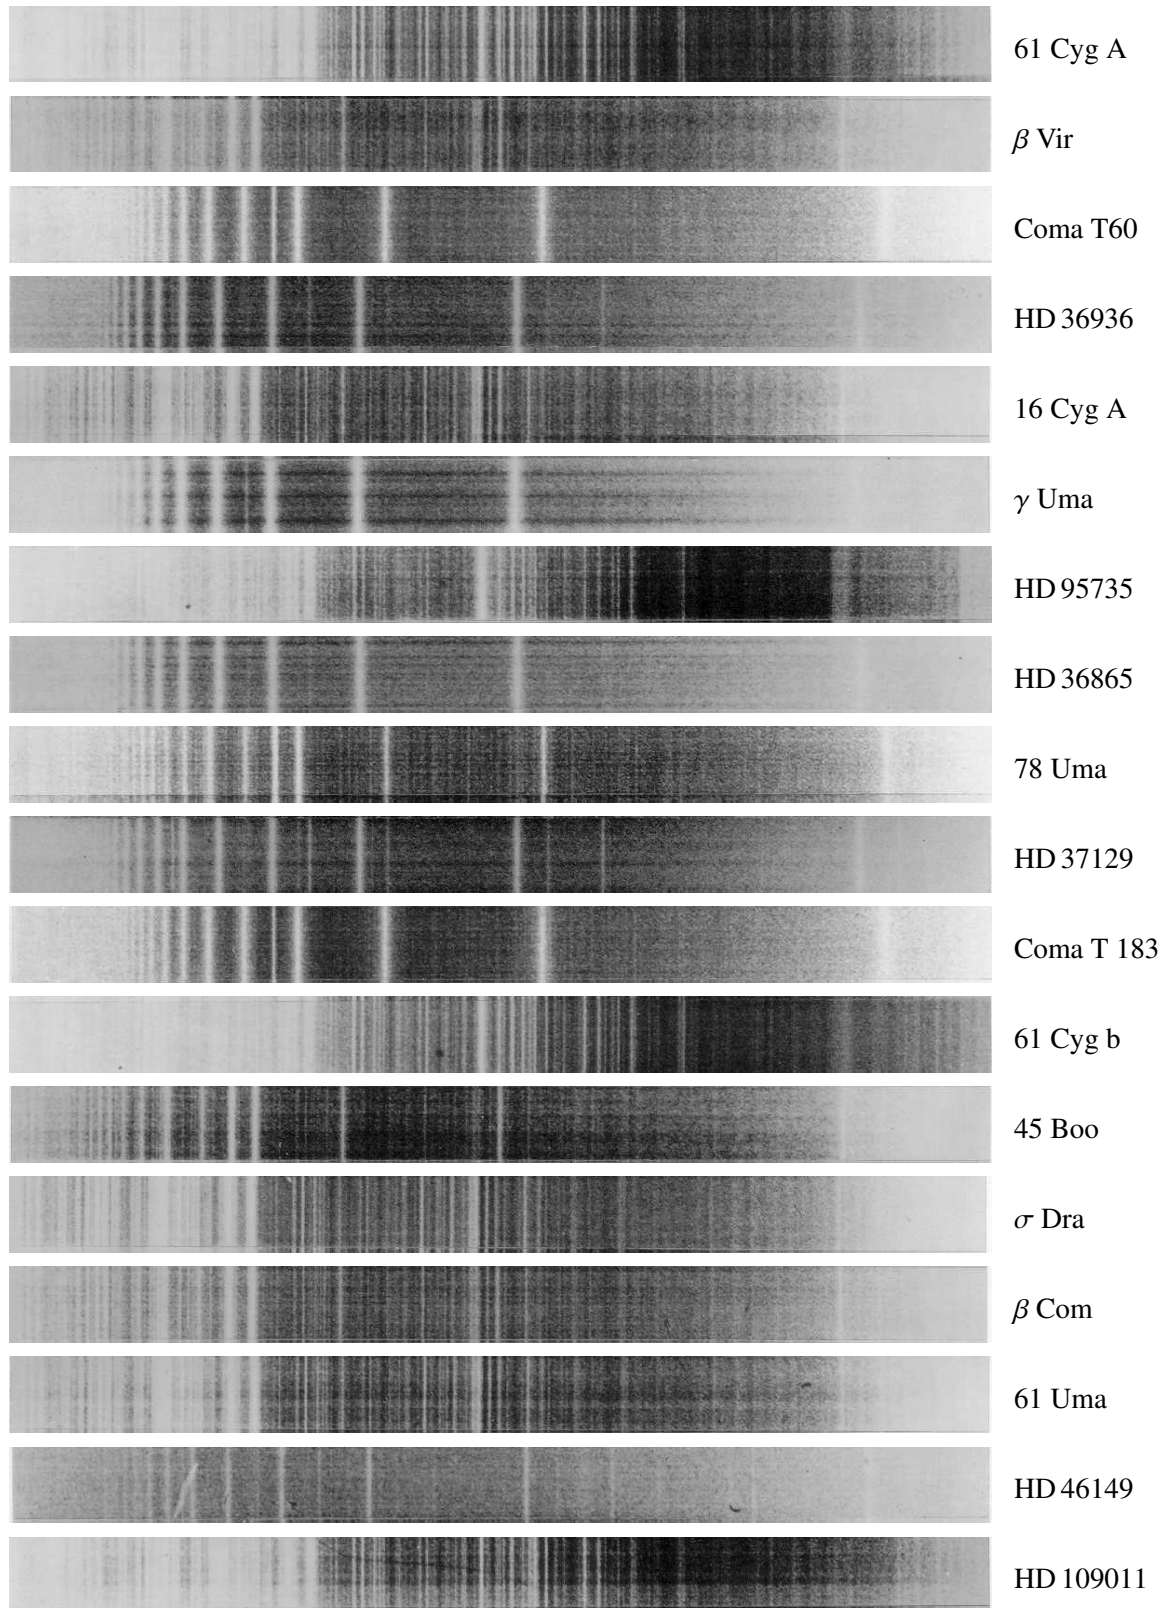 61 Cyg A
β Vir
Coma T60
HD 36936
16 Cyg A
γ Uma
HD 95735
HD 36865
78 Uma
HD 37129
Coma T 183
61 Cyg b
45 Boo
σ Dra
β Com
61 Uma
HD 46149
HD 109011